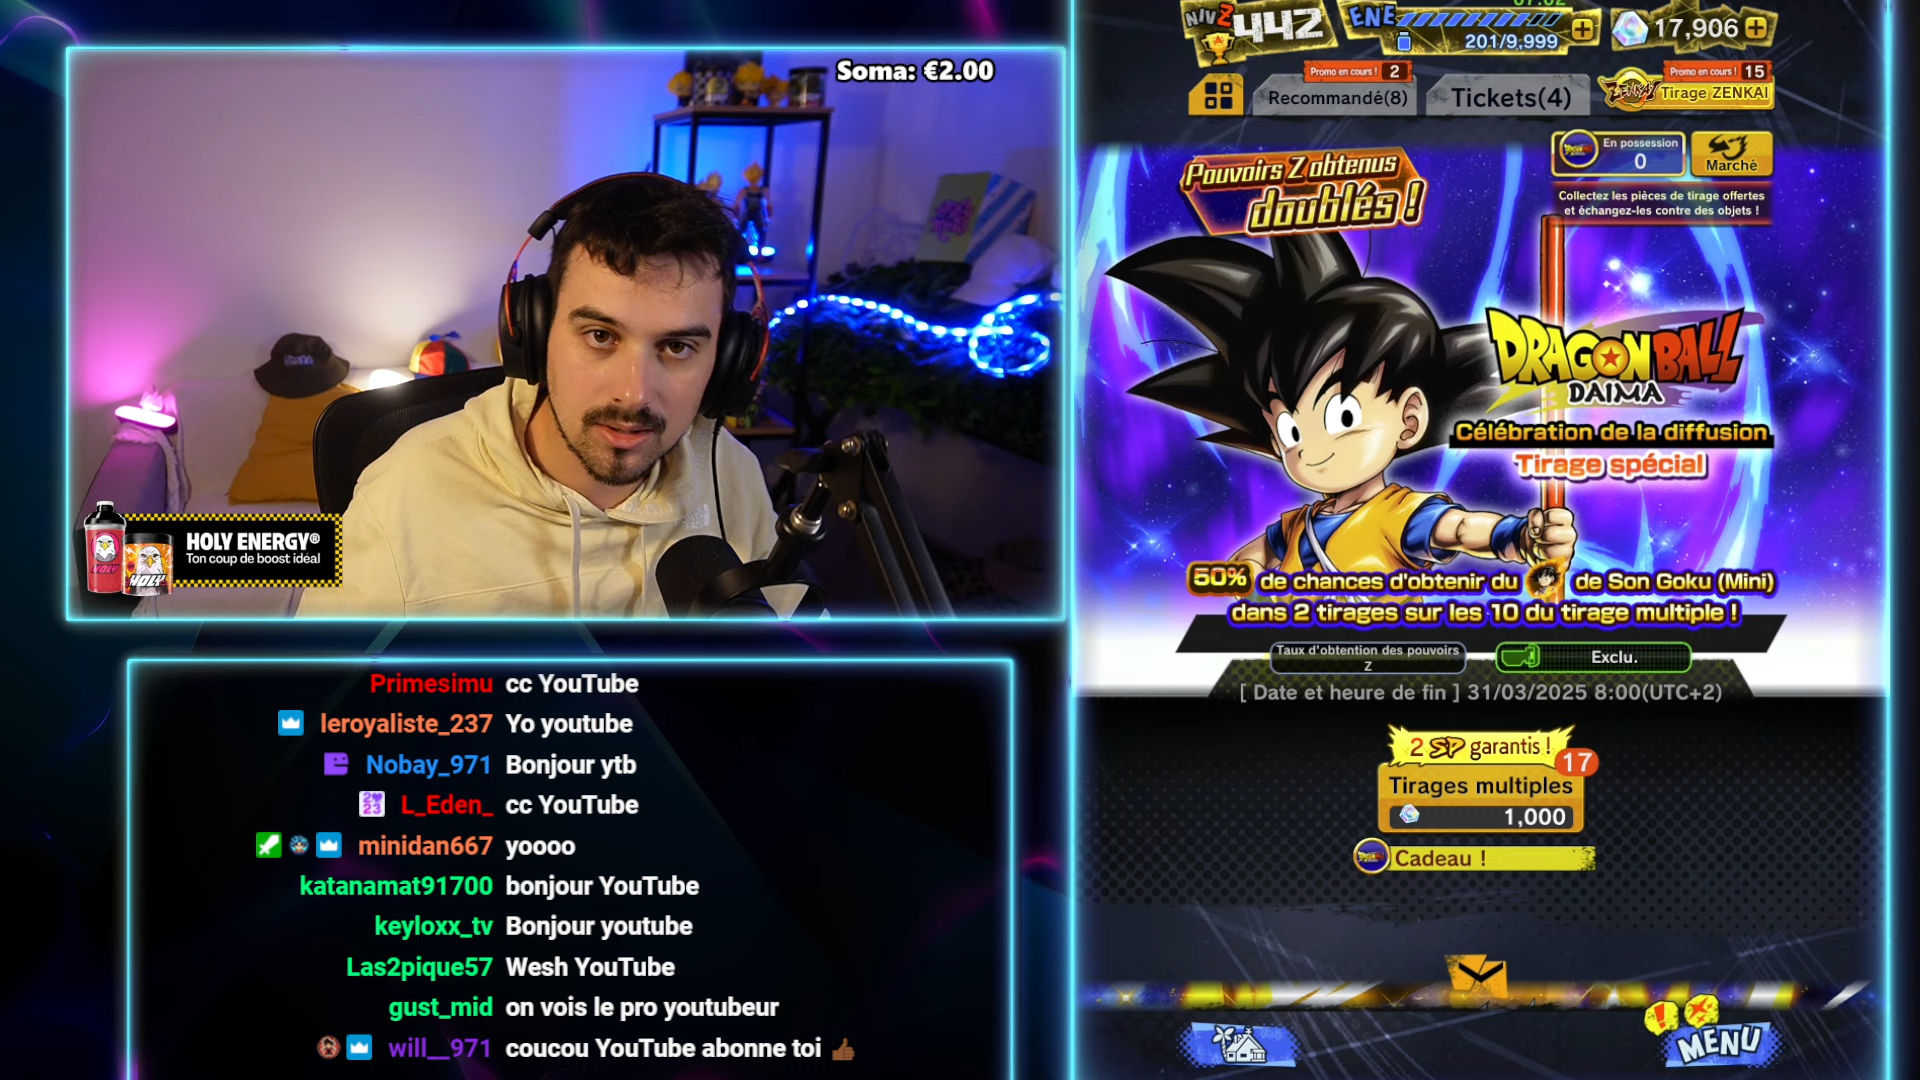 Soma: €2.00
HOLY ENERGY®
Ton coup de boost idéal
HOLY
Primesimu cc YouTube
leroyaliste_237 Yo youtube
Nobay_971 Bonjour ytb
L_Eden_ cc YouTube
minidan667 yoooo
katanamat91700 bonjour YouTube
keyloxx_tv Bonjour youtube
Las2pique57 Wesh YouTube
gust_mid on vois le pro youtubeur
will__971 coucou YouTube abonne toi
NIV Z 442
ENE
201/9,999
17,906
Promo en cours ! 2
Recommandé(8)
Tickets(4)
Promo en cours ! 15
ZENKAI
Tirage ZENKAI
Pouvoirs Z obtenus
doublés !
En possession
0
Marché
Collectez les pièces de tirage offertes
et échangez-les contre des objets !
DRAGON BALL
DAIMA
Célébration de la diffusion
Tirage spécial
50% de chances d'obtenir du de Son Goku (Mini)
dans 2 tirages sur les 10 du tirage multiple !
Taux d'obtention des pouvoirs
Z
Exclu.
[ Date et heure de fin ] 31/03/2025 8:00(UTC+2)
2 SP garantis !
17
Tirages multiples
1,000
Cadeau !
MENU